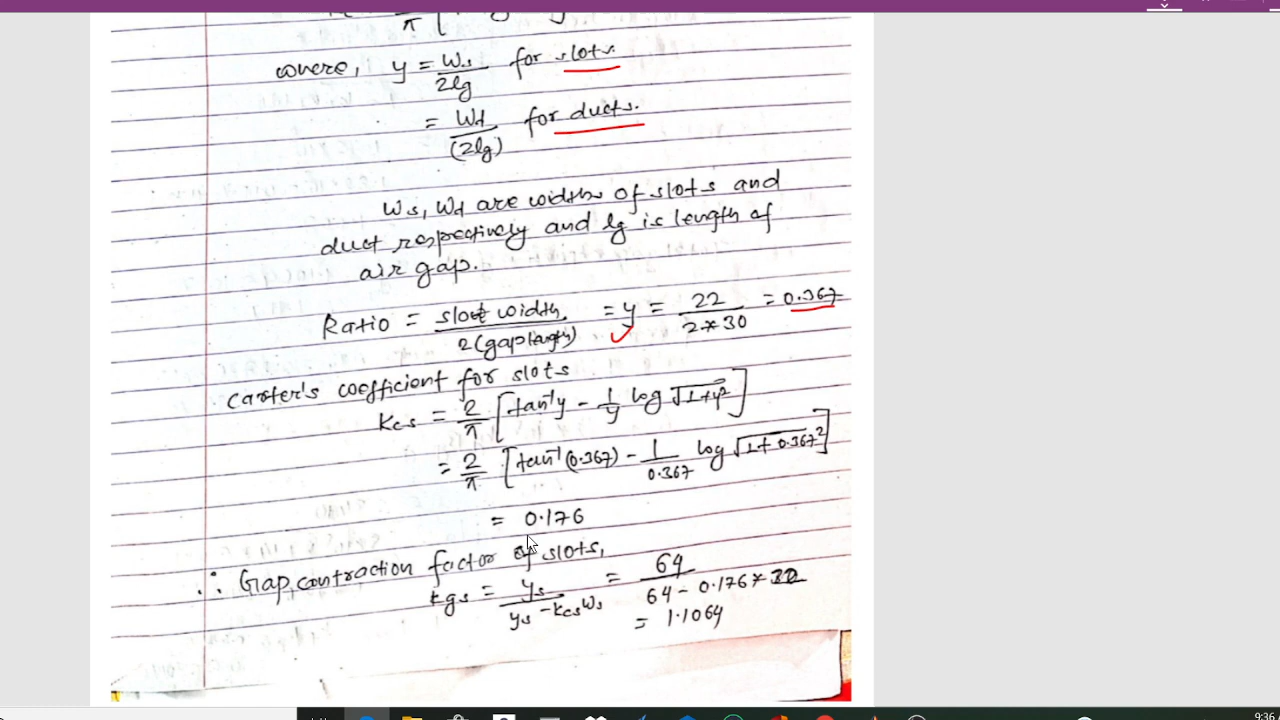 π
where, y = Ws / 2lg for slots.
= Wd / (2lg) for ducts.
Ws, Wd are widths of slots and
duct respectively and lg is length of
air gap.
Ratio = slot width / 2(gap length) = y = 22 / 2*30 = 0.367
Carter's coefficient for slots
Kcs = 2/π [tan⁻¹y - 1/y log √1+y²]
= 2/π [tan⁻¹(0.367) - 1/0.367 log √1+0.367²]
= 0.176
∴ Gap contraction factor of slots,
kgs = ys / ys - kcsWs = 64 / 64 - 0.176*
= 1.1064
9:36